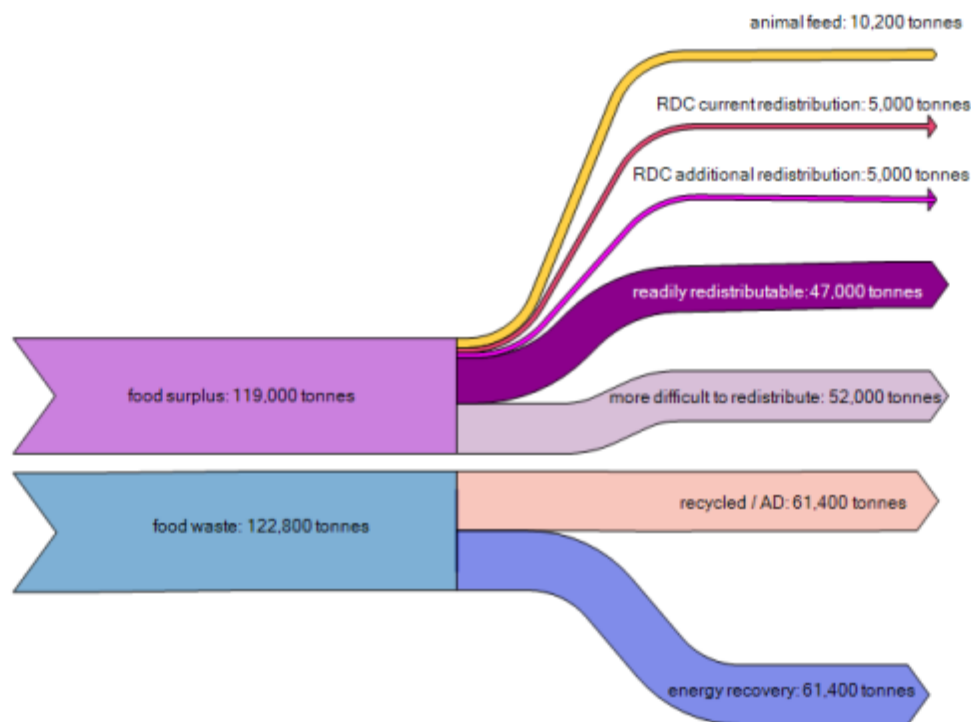 animal feed: 10,200 tonnes
RDC current redistribution: 5,000 tonnes
RDC additional redistribution:5,000 tonnes
readily redistributable:47,000 tonnes
food surplus: 119,000 tonnes
more difficult to redistribute: 52,000 tonnes
recycled / AD: 61,400 tonnes
food waste: 122,800 tonnes
energy recovery: 61,400 tonnes